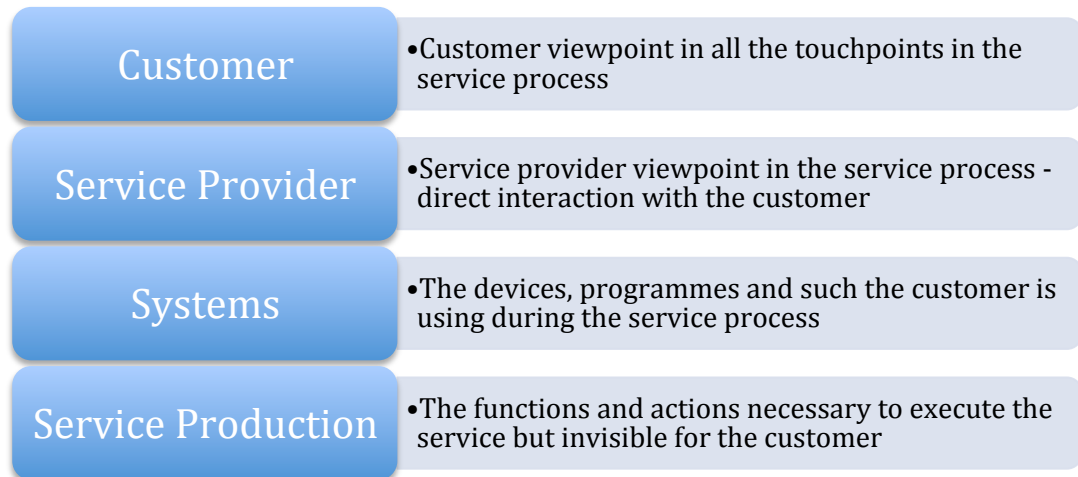 Customer
•Customer viewpoint in all the touchpoints in the
service process
Service Provider
•Service provider viewpoint in the service process -
direct interaction with the customer
Systems
•The devices, programmes and such the customer is
using during the service process
Service Production
•The functions and actions necessary to execute the
service but invisible for the customer